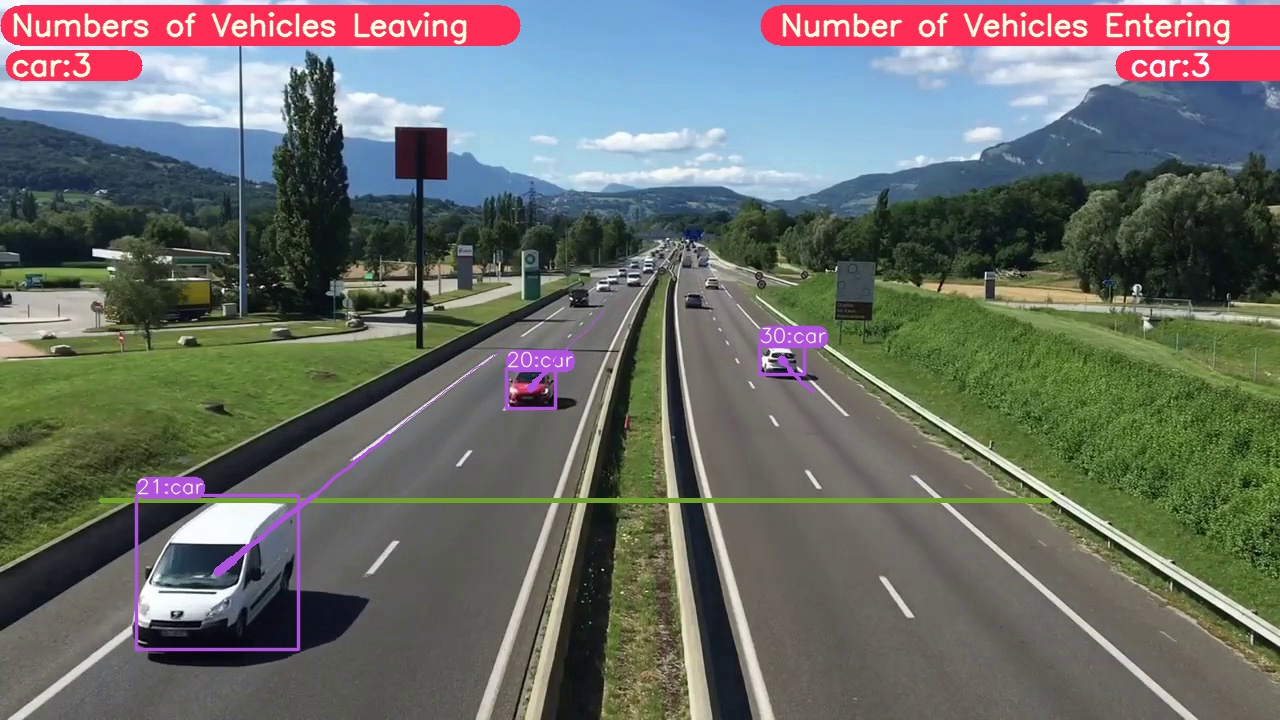 Numbers of Vehicles Leaving
Number of Vehicles Entering
car:3
car:3
30:car
20:car
21:car